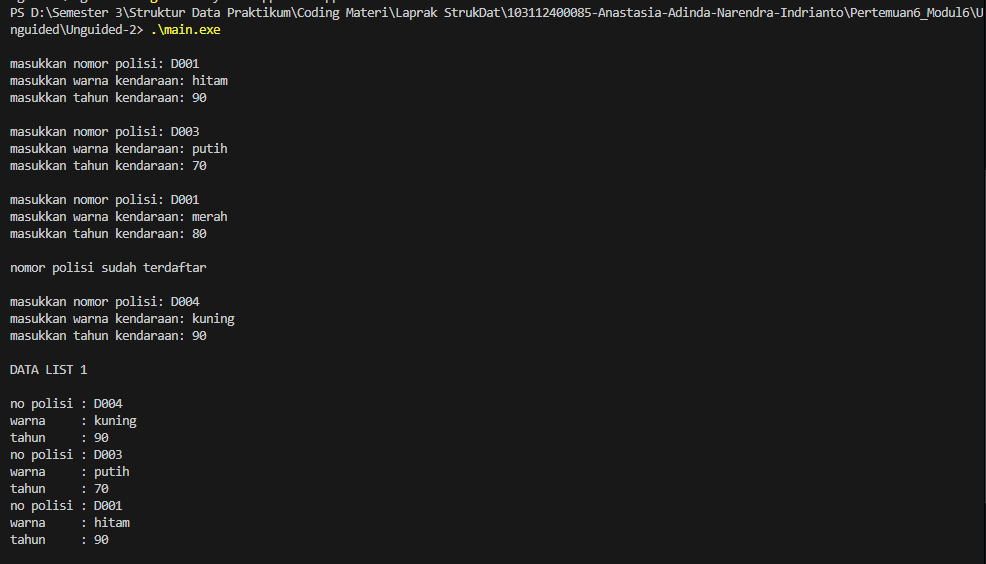 PS D:\Semester 3\Struktur Data Praktikum\Coding Materi\Laprak StrukDat\103112400085-Anastasia-Adinda-Narendra-Indrianto\Pertemuan6_Modul6\U
nguided\Unguided-2> .\main.exe
masukkan nomor polisi: D001
masukkan warna kendaraan: hitam
masukkan tahun kendaraan: 90
masukkan nomor polisi: D003
masukkan warna kendaraan: putih
masukkan tahun kendaraan: 70
masukkan nomor polisi: D001
masukkan warna kendaraan: merah
masukkan tahun kendaraan: 80
nomor polisi sudah terdaftar
masukkan nomor polisi: D004
masukkan warna kendaraan: kuning
masukkan tahun kendaraan: 90
DATA LIST 1
no polisi : D004
warna     : kuning
tahun     : 90
no polisi : D003
warna     : putih
tahun     : 70
no polisi : D001
warna     : hitam
tahun     : 90